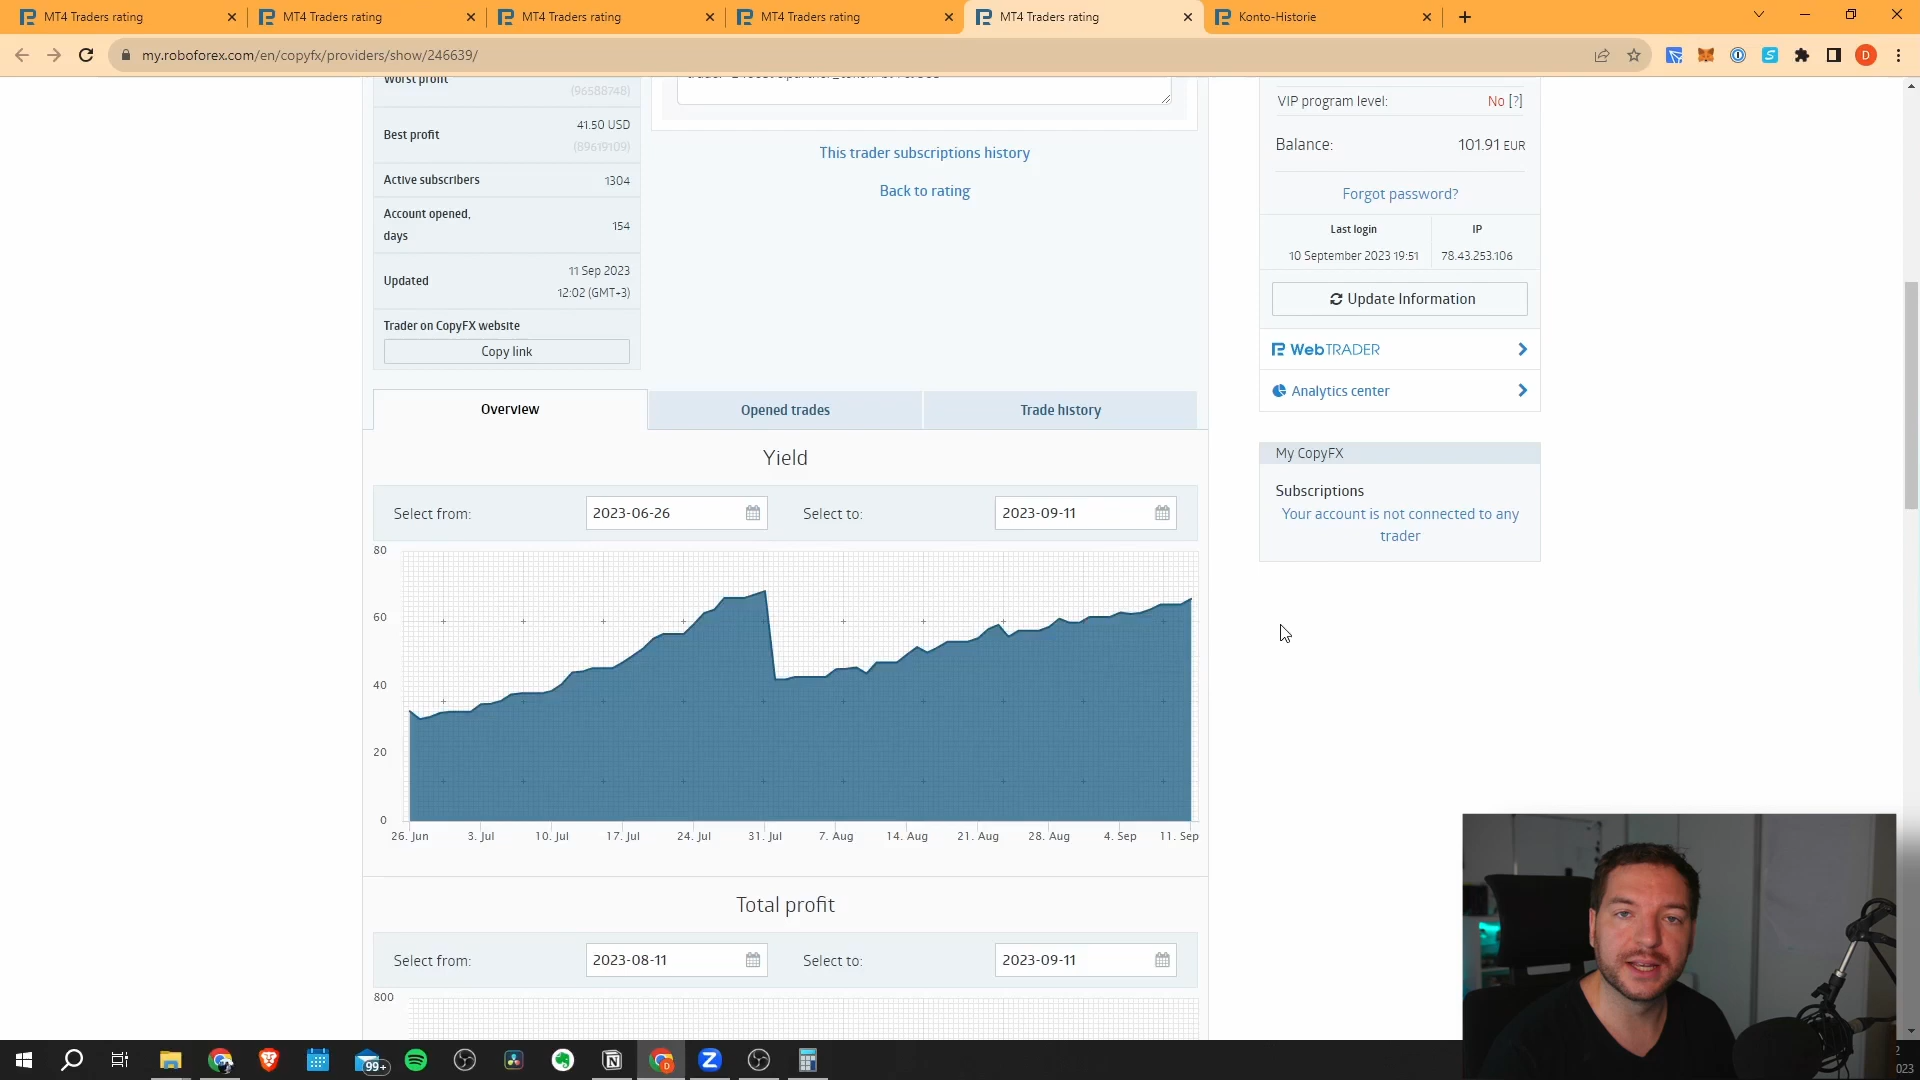 MT4 Traders rating
MT4 Traders rating
MT4 Traders rating
MT4 Traders rating
MT4 Traders rating
Konto-Historie
my.roboforex.com/en/copyfx/providers/show/246639/
D
Worst profit
(96588748)
Best profit
41.50 USD
(89619109)
Active subscribers
1304
Account opened,
days
154
Updated
11 Sep 2023
12:02 (GMT+3)
Trader on CopyFX website
Copy link
This trader subscriptions history
Back to rating
VIP program level:
No [?]
Balance:
101.91 EUR
Forgot password?
Last login
IP
10 September 2023 19:51
78.43.253.106
Update Information
WebTRADER
Analytics center
My CopyFX
Subscriptions
Your account is not connected to any
trader
Overview
Opened trades
Trade history
Yield
Select from:
2023-06-26
Select to:
2023-09-11
80
60
40
20
0
26. Jun
3. Jul
10. Jul
17. Jul
24. Jul
31. Jul
7. Aug
14. Aug
21. Aug
28. Aug
4. Sep
11. Sep
Total profit
Select from:
2023-08-11
Select to:
2023-09-11
800
99+
D
2
023